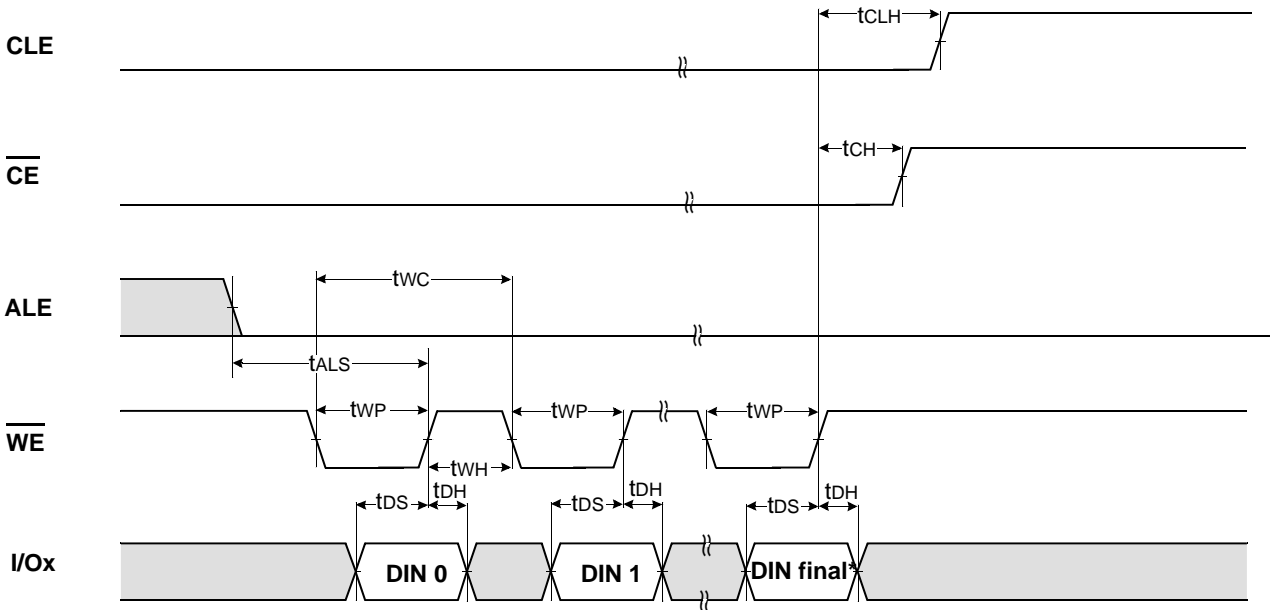 tCLH
CLE
tCH
CE
tWC
ALE
tALS
tWP tWP tWP
WE
tWH
tDS tDH tDS tDH tDS tDH
I/Ox DIN 0 DIN 1 DIN final*